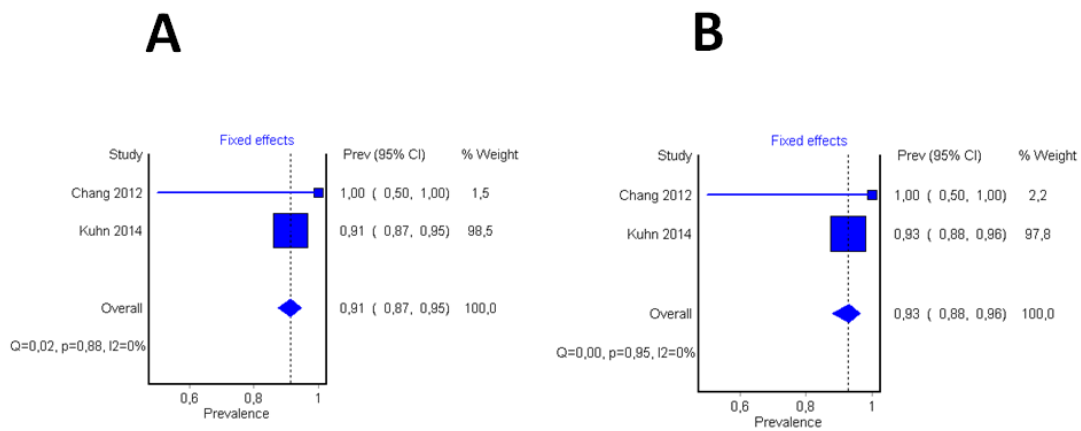 A
Fixed effects
Study Prev (95% CI) % Weight
Chang 2012 1,00 ( 0,50, 1,00) 1,5
Kuhn 2014 0,91 ( 0,87, 0,95) 98,5
Overall 0,91 ( 0,87, 0,95) 100,0
Q=0,02, p=0,88, I2=0%
0,6 0,8 1
Prevalence
B
Fixed effects
Study Prev (95% CI) % Weight
Chang 2012 1,00 ( 0,50, 1,00) 2,2
Kuhn 2014 0,93 ( 0,88, 0,96) 97,8
Overall 0,93 ( 0,88, 0,96) 100,0
Q=0,00, p=0,95, I2=0%
0,6 0,8 1
Prevalence